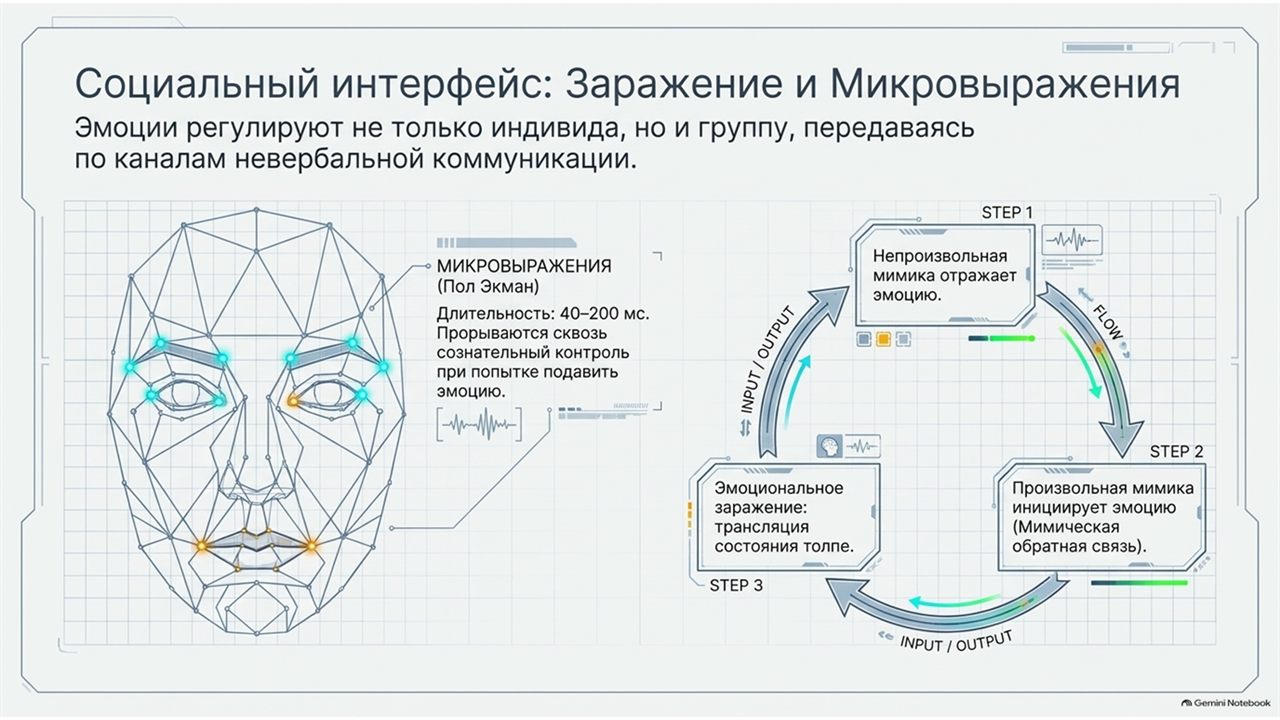 Социальный интерфейс: Заражение и Микровыражения
Эмоции регулируют не только индивида, но и группу, передаваясь
по каналам невербальной коммуникации.
МИКРОВЫРАЖЕНИЯ
(Пол Экман)
Длительность: 40–200 мс.
Прорываются сквозь
сознательный контроль
при попытке подавить
эмоцию.
STEP 1
Непроизвольная
мимика отражает
эмоцию.
FLOW
STEP 2
Произвольная мимика
инициирует эмоцию
(Мимическая
обратная связь).
INPUT / OUTPUT
Эмоциональное
заражение:
трансляция
состояния толпе.
STEP 3
INPUT / OUTPUT
Gemini Notebook